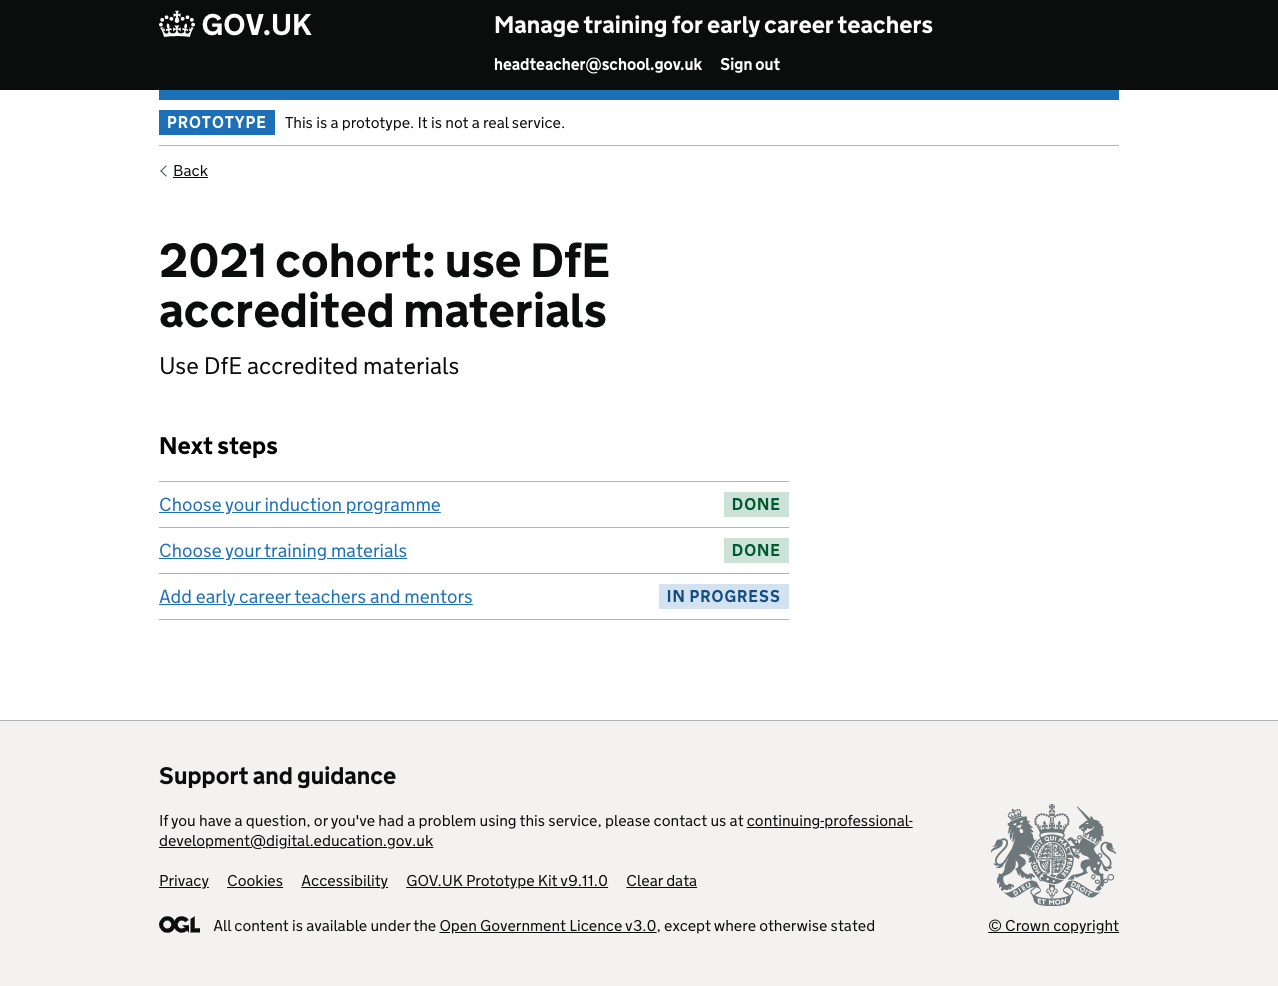 GOV.UK
Manage training for early career teachers
headteacher@school.gov.uk Sign out
PROTOTYPE This is a prototype. It is not a real service.
Back
2021 cohort: use DfE
accredited materials
Use DfE accredited materials
Next steps
Choose your induction programme DONE
Choose your training materials DONE
Add early career teachers and mentors IN PROGRESS
Support and guidance
If you have a question, or you've had a problem using this service, please contact us at continuing-professional-
development@digital.education.gov.uk
Privacy Cookies Accessibility GOV.UK Prototype Kit v9.11.0 Clear data
OGL All content is available under the Open Government Licence v3.0, except where otherwise stated
DIEU ET MON DROIT
© Crown copyright